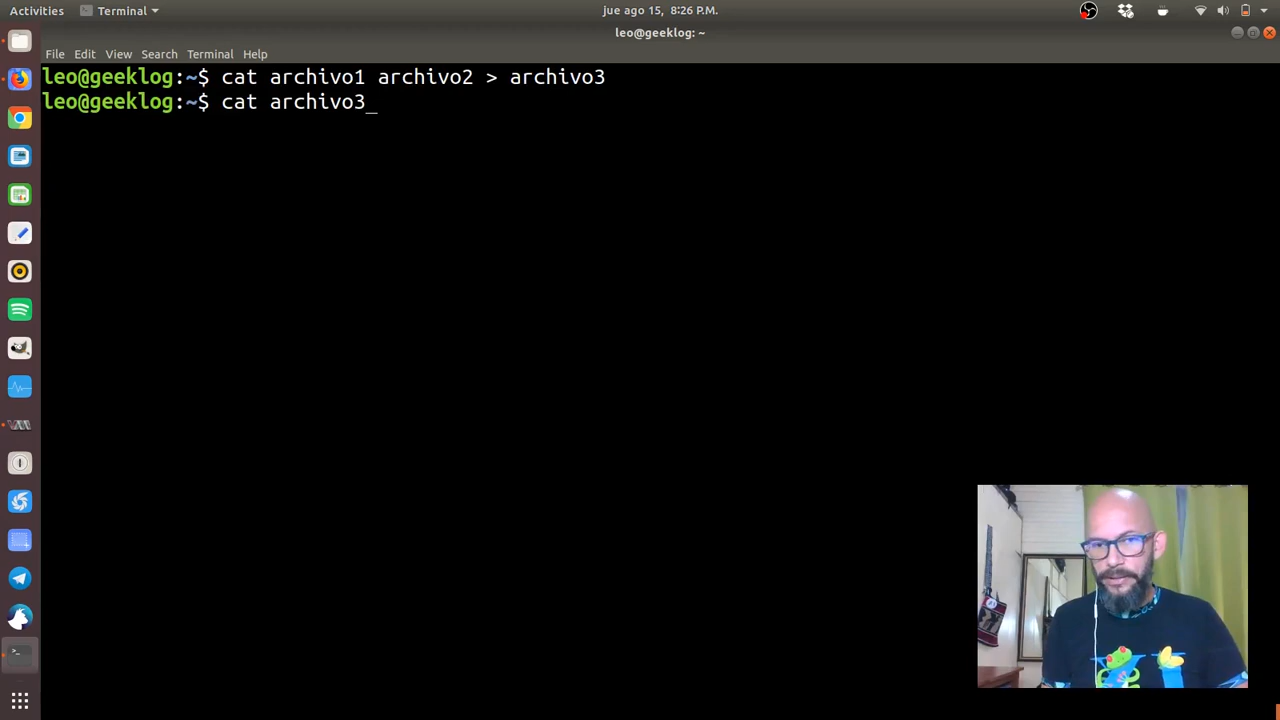 Activities Terminal jue ago 15, 8:26 P.M.
leo@geeklog: ~
File Edit View Search Terminal Help
leo@geeklog:~$ cat archivo1 archivo2 > archivo3
leo@geeklog:~$ cat archivo3_